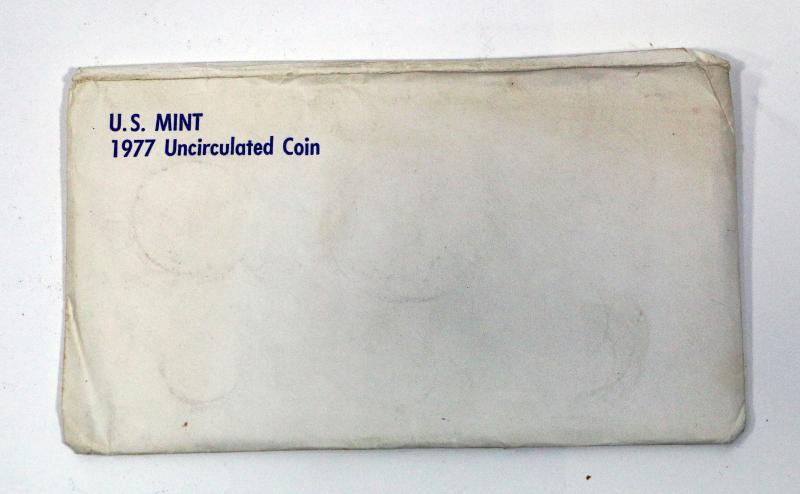 U.S. MINT
1977 Uncirculated Coin